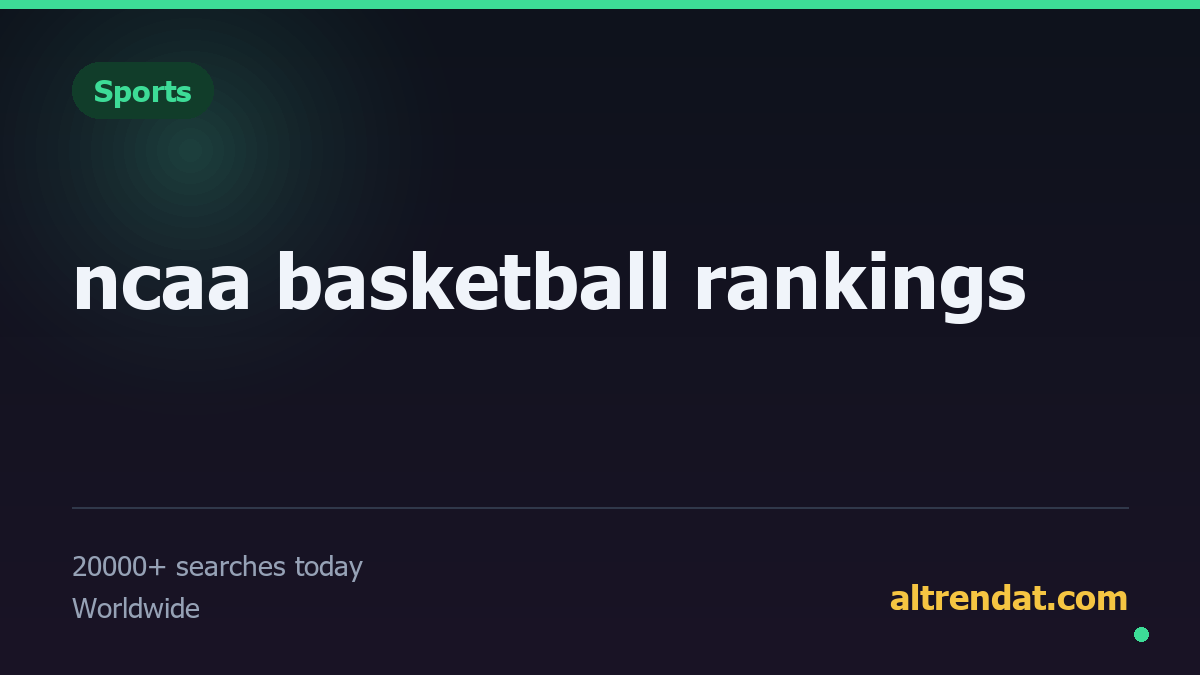 Sports
ncaa basketball rankings
20000+ searches today
Worldwide
altrendat.com